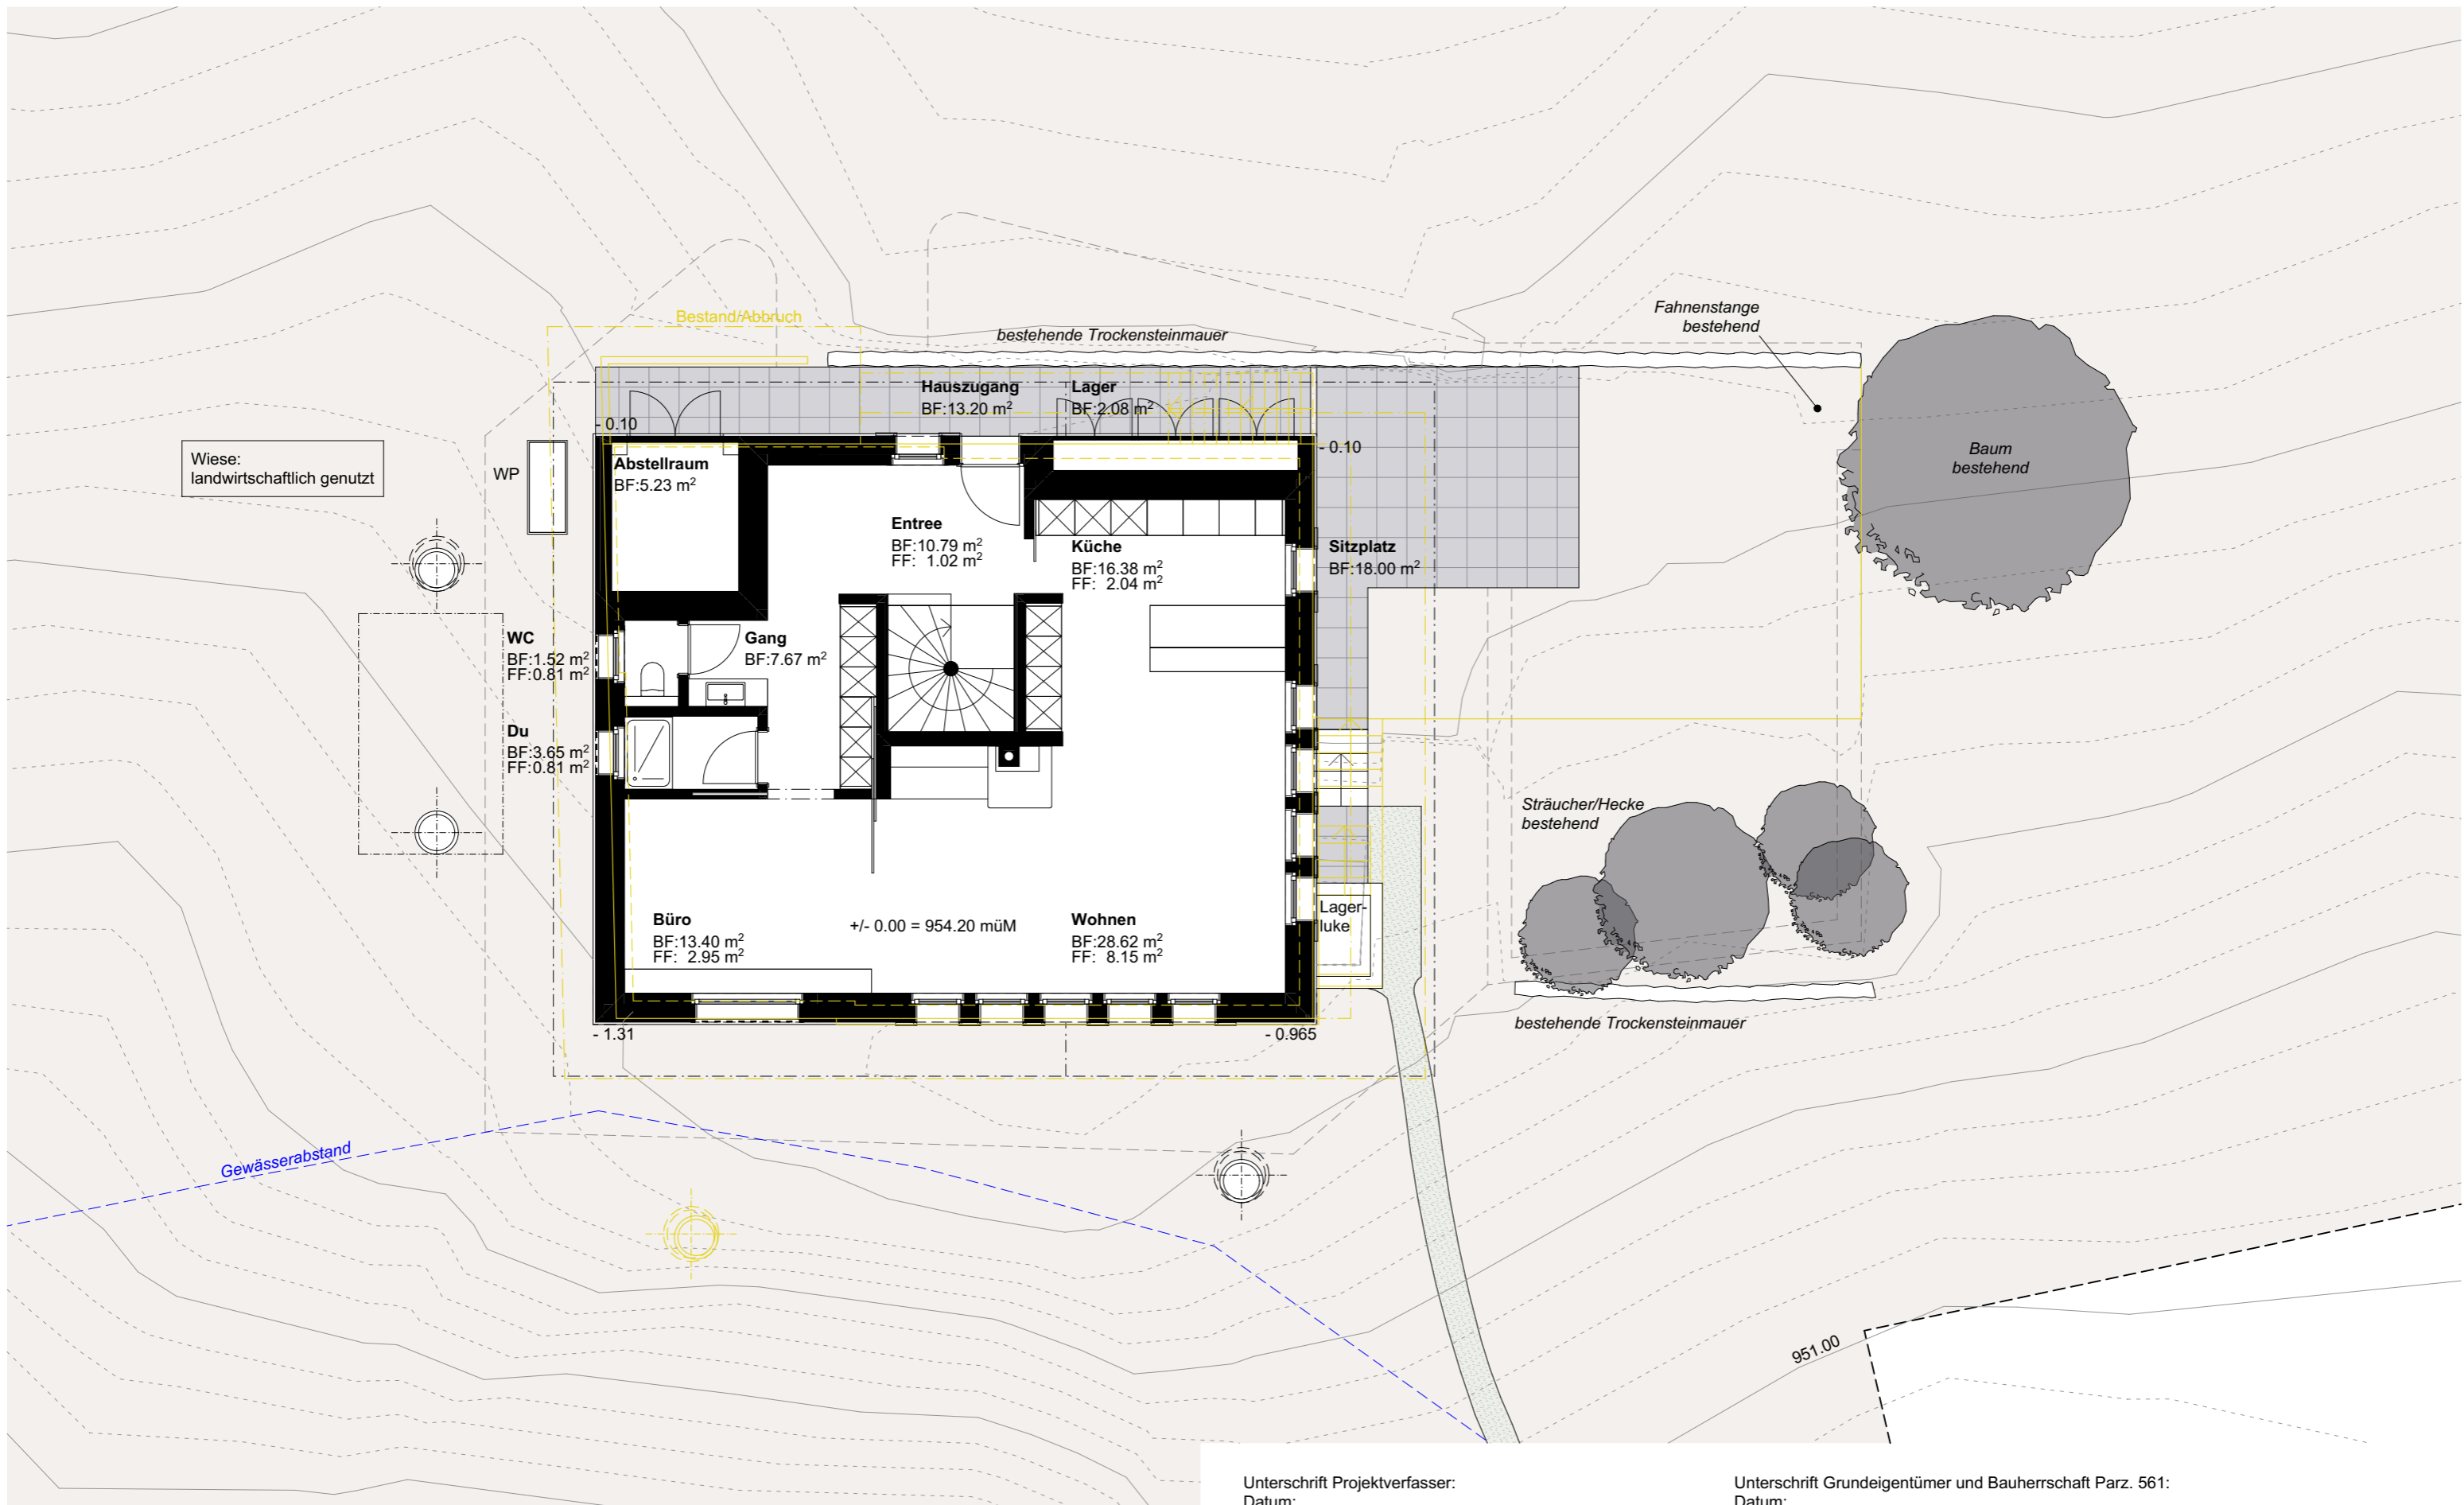 Bestand/Abbruch
bestehende Trockensteinmauer
Fahnenstange
bestehend
Hauszugang
BF:13.20 m²
Lager
BF:2.08 m²
- 0.10
- 0.10
Baum
bestehend
Wiese:
landwirtschaftlich genutzt
WP
Abstellraum
BF:5.23 m²
Entree
BF:10.79 m²
FF: 1.02 m²
Küche
BF:16.38 m²
FF: 2.04 m²
Sitzplatz
BF:18.00 m²
WC
BF:1.52 m²
FF:0.81 m²
Gang
BF:7.67 m²
Du
BF:3.65 m²
FF:0.81 m²
Sträucher/Hecke
bestehend
Büro
BF:13.40 m²
FF: 2.95 m²
+/- 0.00 = 954.20 müM
Wohnen
BF:28.62 m²
FF: 8.15 m²
Lager-
luke
- 1.31
- 0.965
bestehende Trockensteinmauer
Gewässerabstand
951.00
Unterschrift Projektverfasser:
Datum:
Unterschrift Grundeigentümer und Bauherrschaft Parz. 561:
Datum: